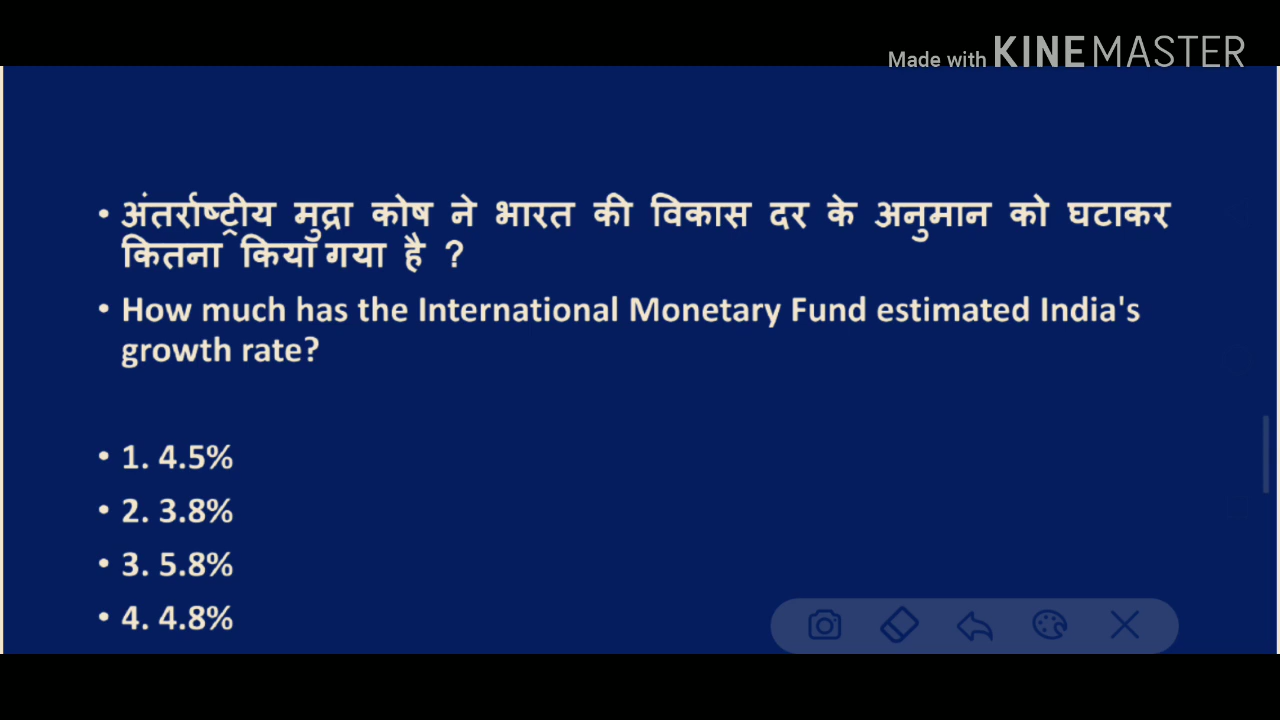 Made with KINEMASTER
• अंतर्राष्ट्रीय मुद्रा कोष ने भारत की विकास दर के अनुमान को घटाकर
कितना किया गया है ?
• How much has the International Monetary Fund estimated India's
growth rate?
• 1. 4.5%
• 2. 3.8%
• 3. 5.8%
• 4. 4.8%